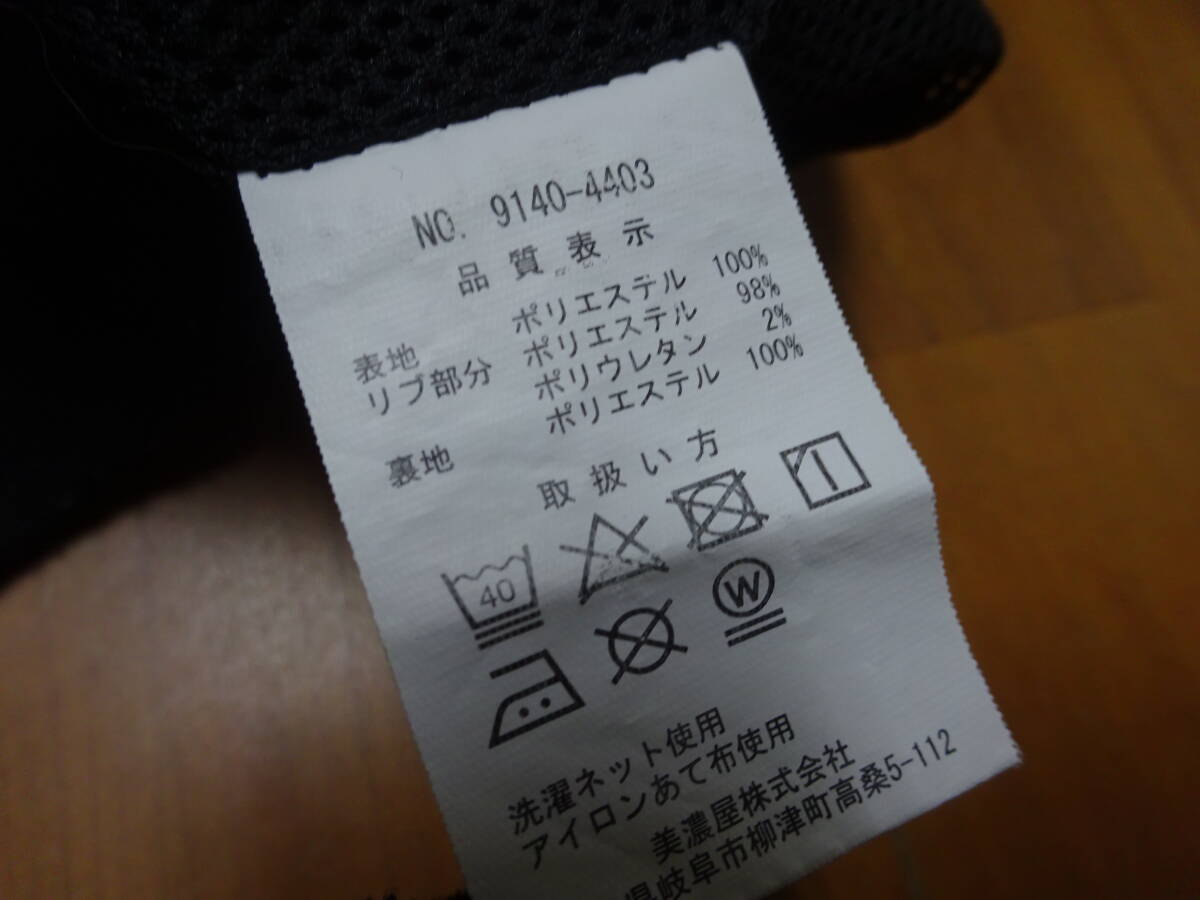 NO. 9140-4403
品質表示
表地 ポリエステル 100%
リブ部分 ポリエステル 98%
ポリウレタン 2%
裏地 ポリエステル 100%
取扱い方
40
W
洗濯ネット使用
アイロンあて布使用
美濃屋株式会社
県岐阜市柳津町高桑5-112